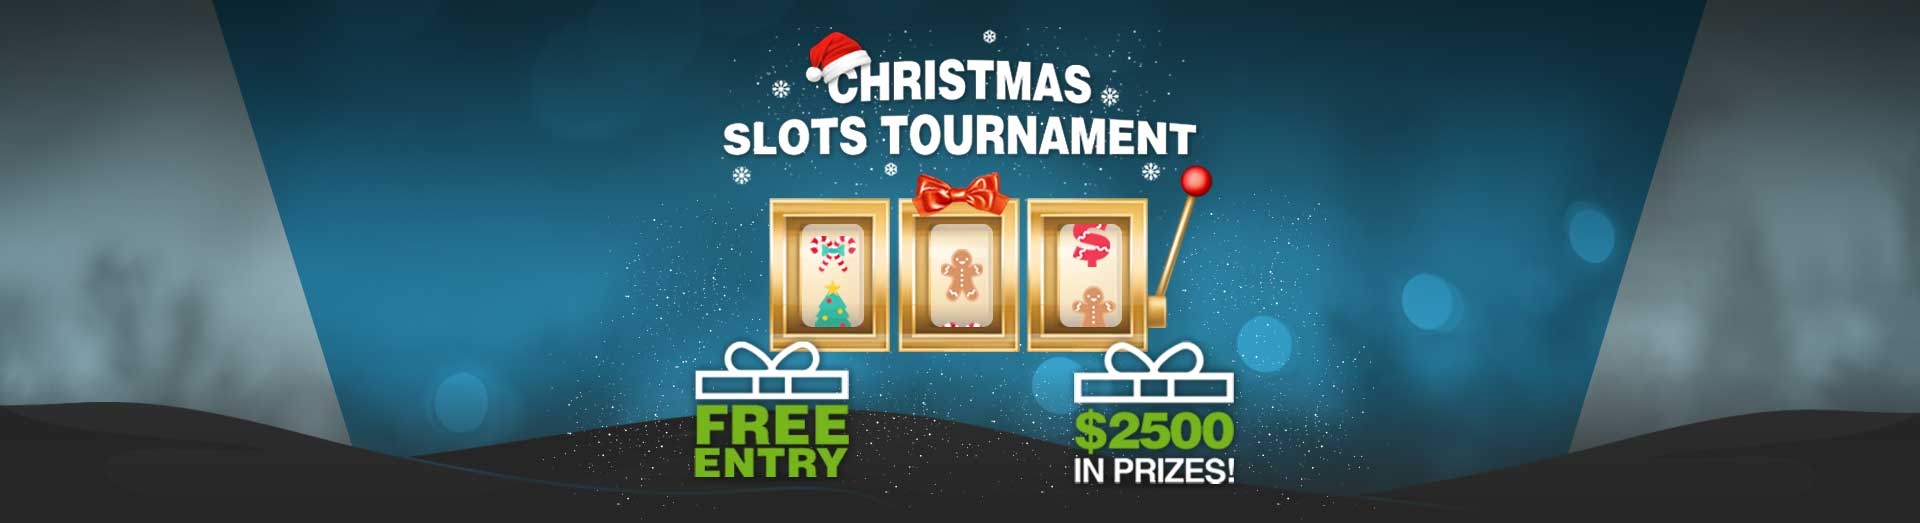 CHRISTMAS
SLOTS TOURNAMENT
FREE
ENTRY
$2500
IN PRIZES!